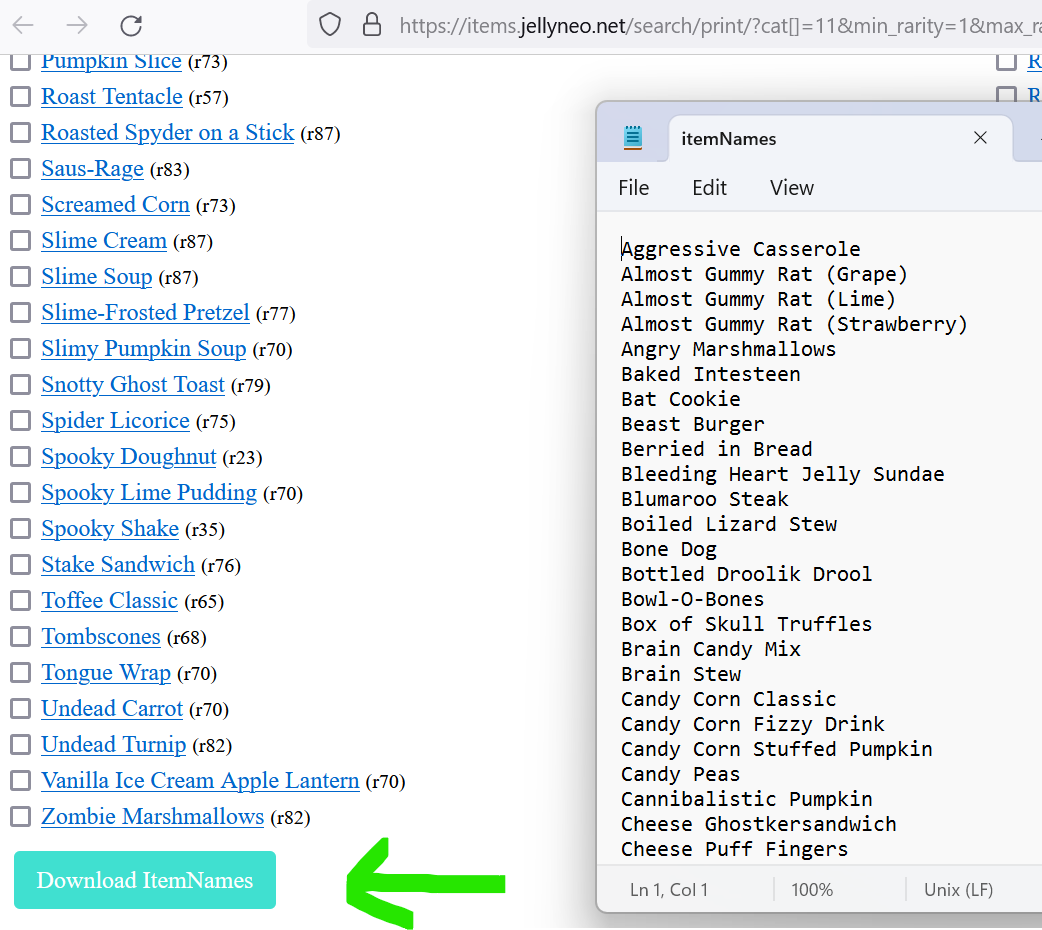 https://items.jellyneo.net/search/print/?cat[]=11&min_rarity=1&max_ra
Pumpkin Slice (r73)
Roast Tentacle (r57)
Roasted Spyder on a Stick (r87)
Saus-Rage (r83)
Screamed Corn (r73)
Slime Cream (r87)
Slime Soup (r87)
Slime-Frosted Pretzel (r77)
Slimy Pumpkin Soup (r70)
Snotty Ghost Toast (r79)
Spider Licorice (r75)
Spooky Doughnut (r23)
Spooky Lime Pudding (r70)
Spooky Shake (r35)
Stake Sandwich (r76)
Toffee Classic (r65)
Tombscones (r68)
Tongue Wrap (r70)
Undead Carrot (r70)
Undead Turnip (r82)
Vanilla Ice Cream Apple Lantern (r70)
Zombie Marshmallows (r82)
Download ItemNames
R
R
itemNames
File Edit View
Aggressive Casserole
Almost Gummy Rat (Grape)
Almost Gummy Rat (Lime)
Almost Gummy Rat (Strawberry)
Angry Marshmallows
Baked Intesteen
Bat Cookie
Beast Burger
Berried in Bread
Bleeding Heart Jelly Sundae
Blumaroo Steak
Boiled Lizard Stew
Bone Dog
Bottled Droolik Drool
Bowl-O-Bones
Box of Skull Truffles
Brain Candy Mix
Brain Stew
Candy Corn Classic
Candy Corn Fizzy Drink
Candy Corn Stuffed Pumpkin
Candy Peas
Cannibalistic Pumpkin
Cheese Ghostkersandwich
Cheese Puff Fingers
Ln 1, Col 1 100% Unix (LF)